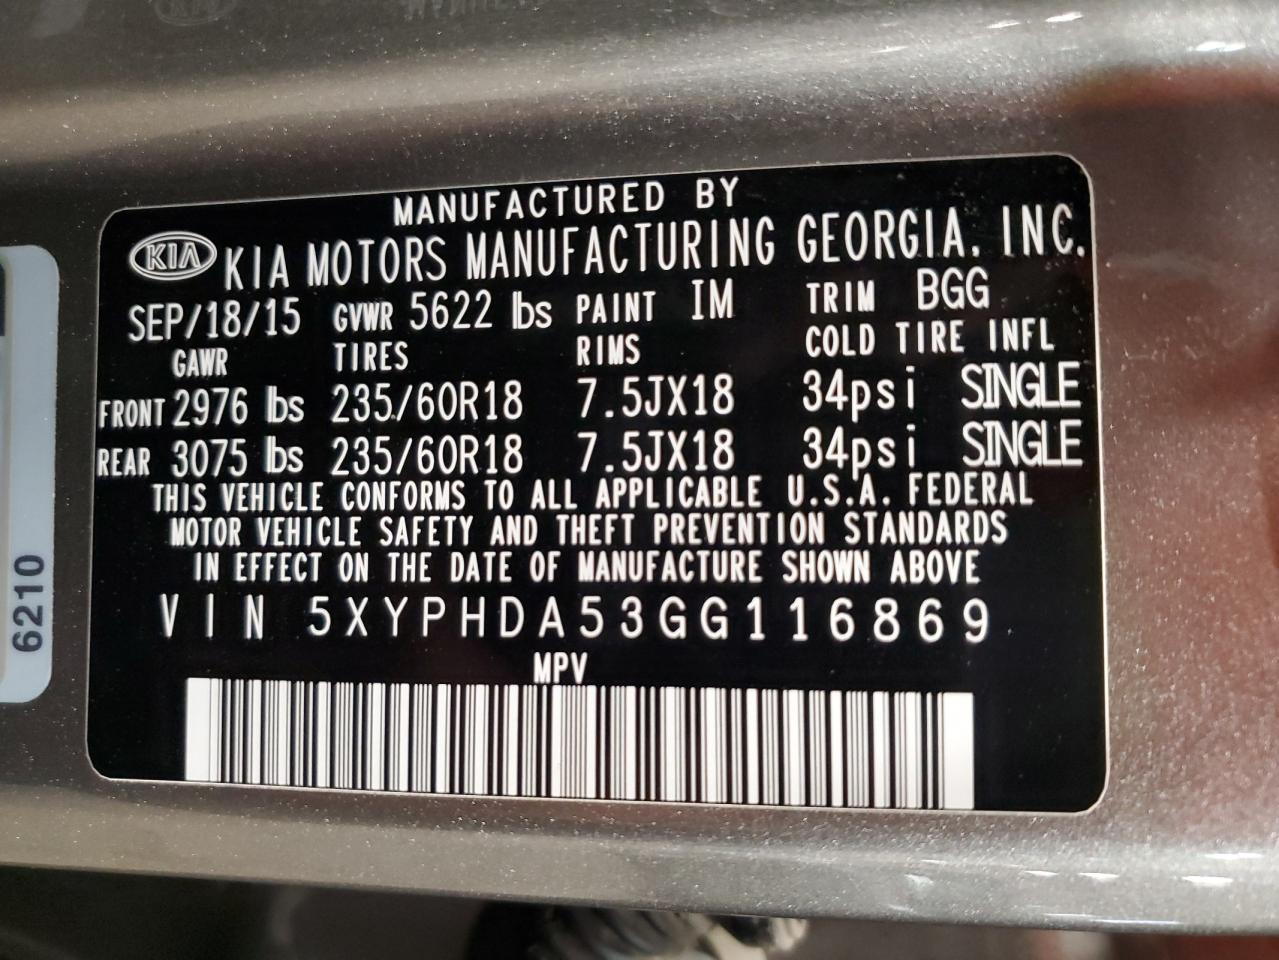 MANUFACTURED BY
KIA KIA MOTORS MANUFACTURING GEORGIA, INC.
SEP/18/15 GVWR 5622 lbs PAINT IM TRIM BGG
GAWR TIRES RIMS COLD TIRE INFL
FRONT 2976 lbs 235/60R18 7.5JX18 34psi SINGLE
REAR 3075 lbs 235/60R18 7.5JX18 34psi SINGLE
THIS VEHICLE CONFORMS TO ALL APPLICABLE U.S.A. FEDERAL
MOTOR VEHICLE SAFETY AND THEFT PREVENTION STANDARDS
IN EFFECT ON THE DATE OF MANUFACTURE SHOWN ABOVE
VIN 5XYPHDA53GG116869
MPV
6210